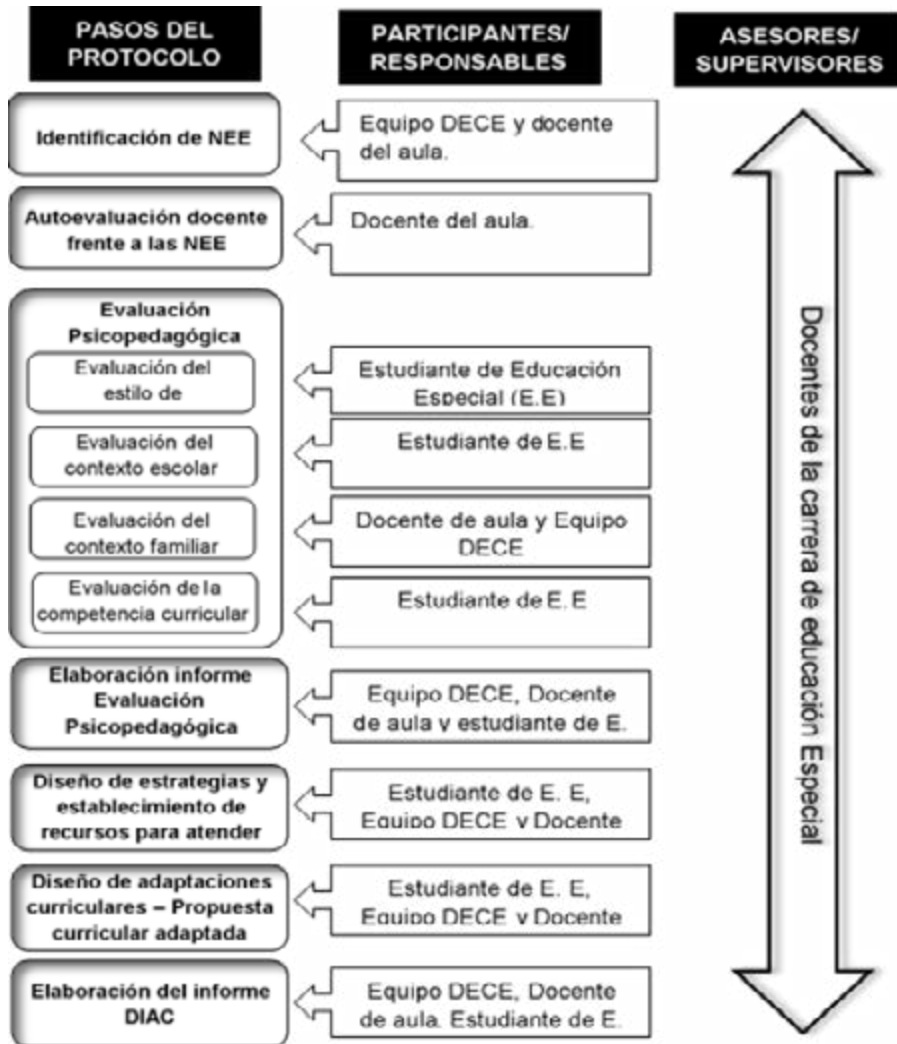 PASOS DEL
PROTOCOLO
PARTICIPANTES/
RESPONSABLES
ASESORES/
SUPERVISORES
Identificación de NEE
Equipo DECE y docente
del aula.
Autoevaluación docente
frente a las NEE
Docente del aula.
Evaluación
Psicopedagógica
Evaluación del
estilo de
Estudiante de Educación
Especial (E.E)
Evaluación del
contexto escolar
Estudiante de E.E
Evaluación del
contexto familiar
Docente de aula y Equipo
DECE
Evaluación de la
competencia curricular
Estudiante de E. E
Elaboración informe
Evaluación
Psicopedagógica
Equipo DECE, Docente
de aula y estudiante de E.
Diseño de estrategias y
establecimiento de
recursos para atender
Estudiante de E. E,
Equipo DECE y Docente
Diseño de adaptaciones
curriculares – Propuesta
curricular adaptada
Estudiante de E. E,
Equipo DECE y Docente
Elaboración del informe
DIAC
Equipo DECE, Docente
de aula. Estudiante de E.
Docentes de la carrera de educación Especial